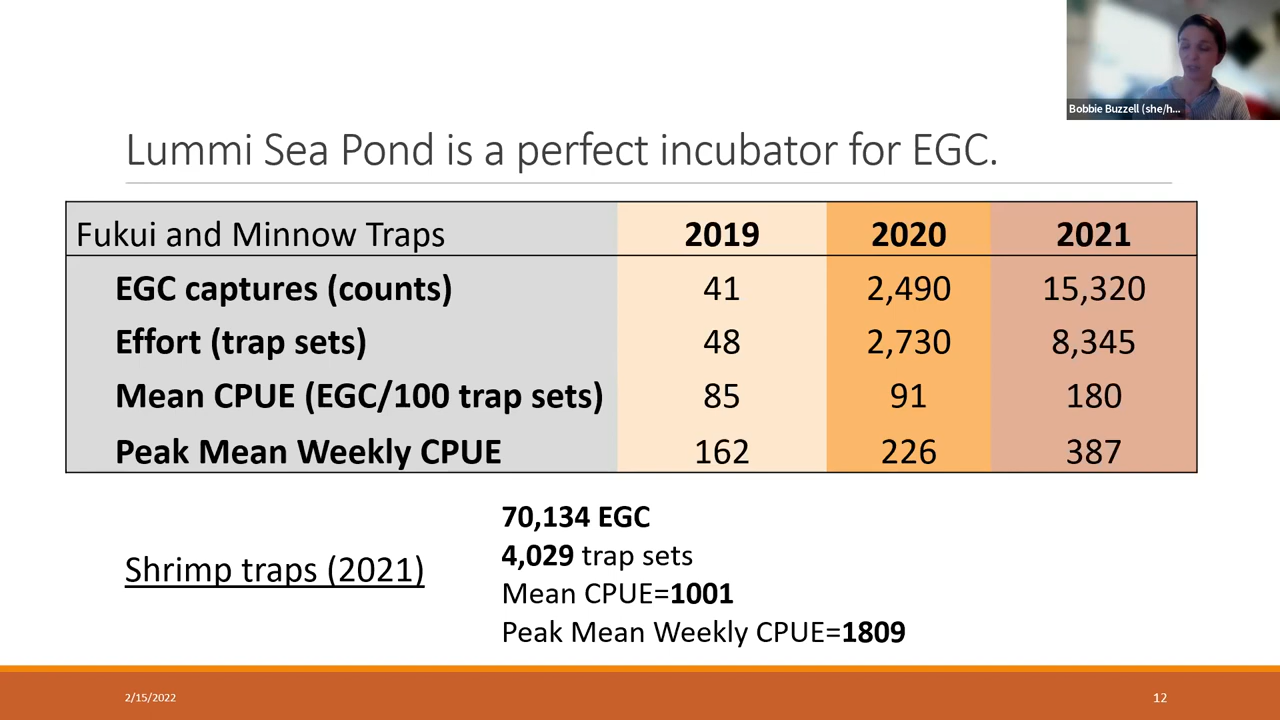 Bobbie Buzzell (she/h...
Lummi Sea Pond is a perfect incubator for EGC.
Fukui and Minnow Traps 2019 2020 2021
EGC captures (counts) 41 2,490 15,320
Effort (trap sets) 48 2,730 8,345
Mean CPUE (EGC/100 trap sets) 85 91 180
Peak Mean Weekly CPUE 162 226 387
Shrimp traps (2021)
70,134 EGC
4,029 trap sets
Mean CPUE=1001
Peak Mean Weekly CPUE=1809
2/15/2022
12